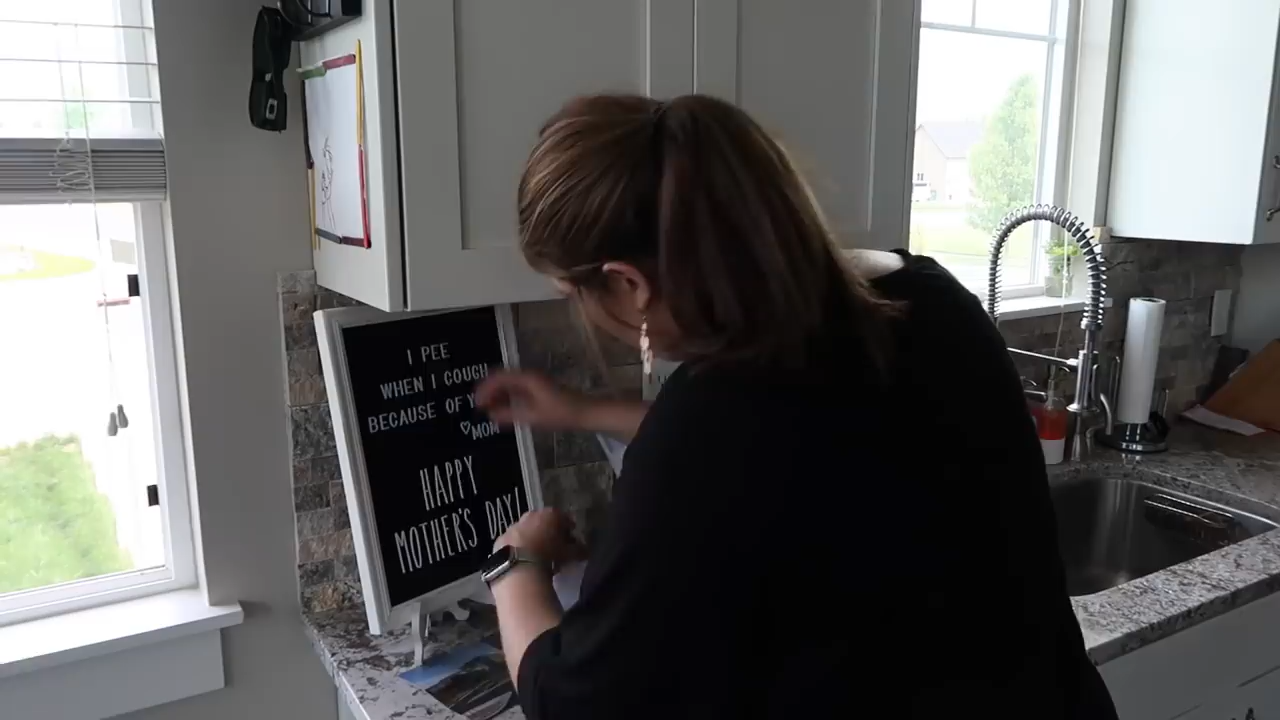 I PEE
WHEN I COUGH
BECAUSE OF
♡MOM
HAPPY
MOTHER'S DAY!